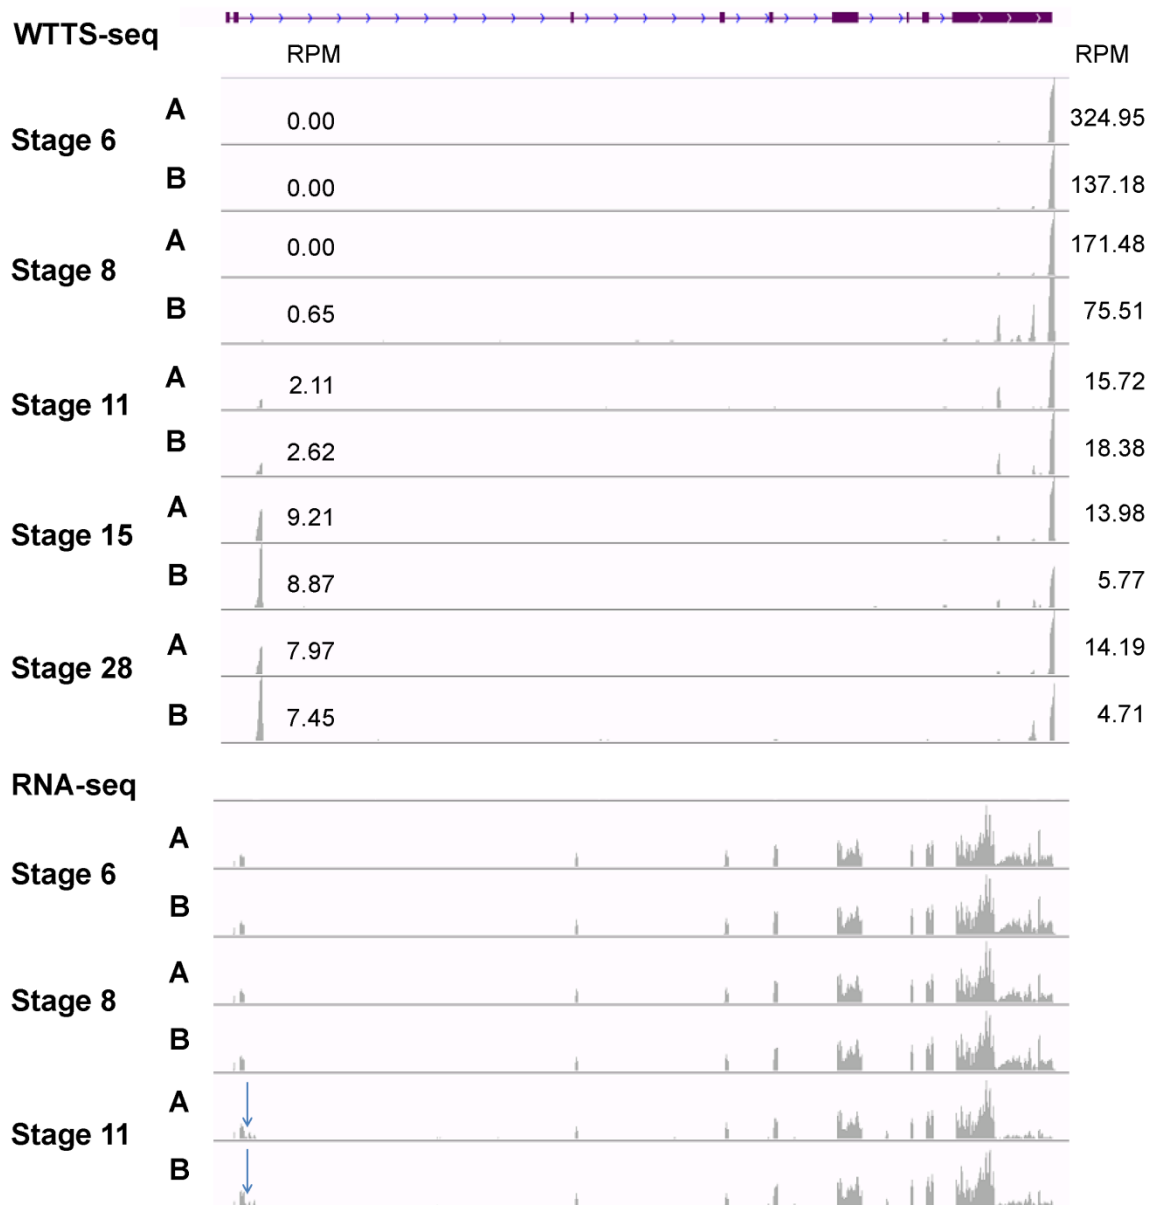 WTTS-seq
RPM RPM
A 0.00 324.95
Stage 6
B 0.00 137.18
A 0.00 171.48
Stage 8
B 0.65 75.51
A 2.11 15.72
Stage 11
B 2.62 18.38
A 9.21 13.98
Stage 15
B 8.87 5.77
A 7.97 14.19
Stage 28
B 7.45 4.71
RNA-seq
A
Stage 6
B
A
Stage 8
B
A
Stage 11
B